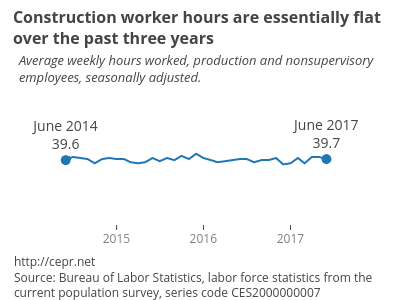 Construction worker hours are essentially flat
over the past three years
Average weekly hours worked, production and nonsupervisory
employees, seasonally adjusted.
June 2014
39.6
June 2017
39.7
2015
2016
2017
http://cepr.net
Source: Bureau of Labor Statistics, labor force statistics from the
current population survey, series code CES2000000007